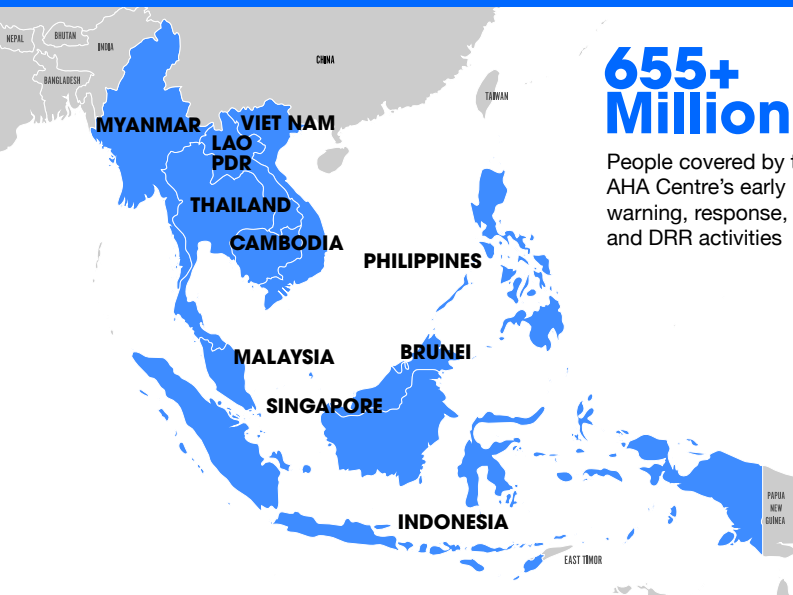 NEPAL
BHUTAN
INDIA
CHINA
BANGLADESH
TAIWAN
655+
Million
People covered by t
AHA Centre's early
warning, response,
and DRR activities
MYANMAR
VIET NAM
LAO
PDR
THAILAND
CAMBODIA
PHILIPPINES
MALAYSIA
BRUNEI
SINGAPORE
INDONESIA
PAPUA
NEW
GUINEA
EAST TIMOR